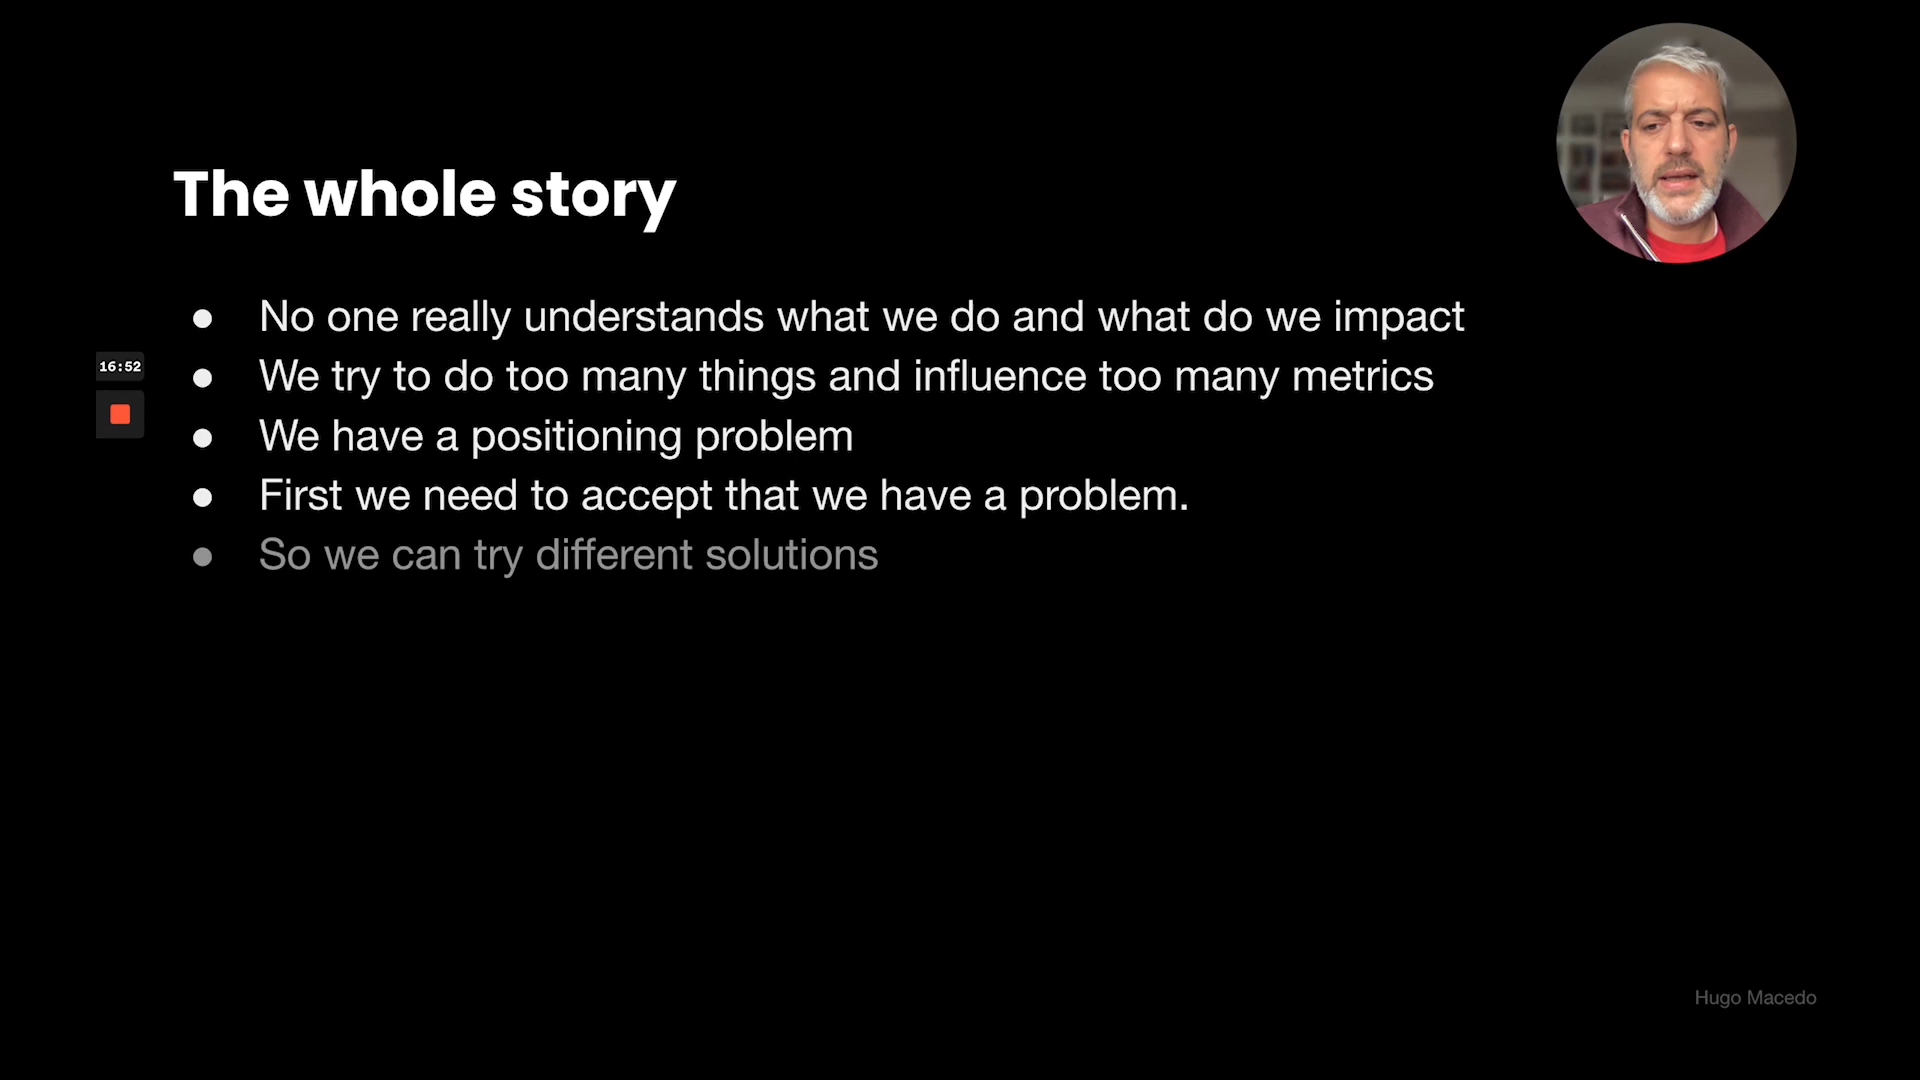 The whole story
● No one really understands what we do and what do we impact
16:52
● We try to do too many things and influence too many metrics
● We have a positioning problem
● First we need to accept that we have a problem.
● So we can try different solutions
Hugo Macedo